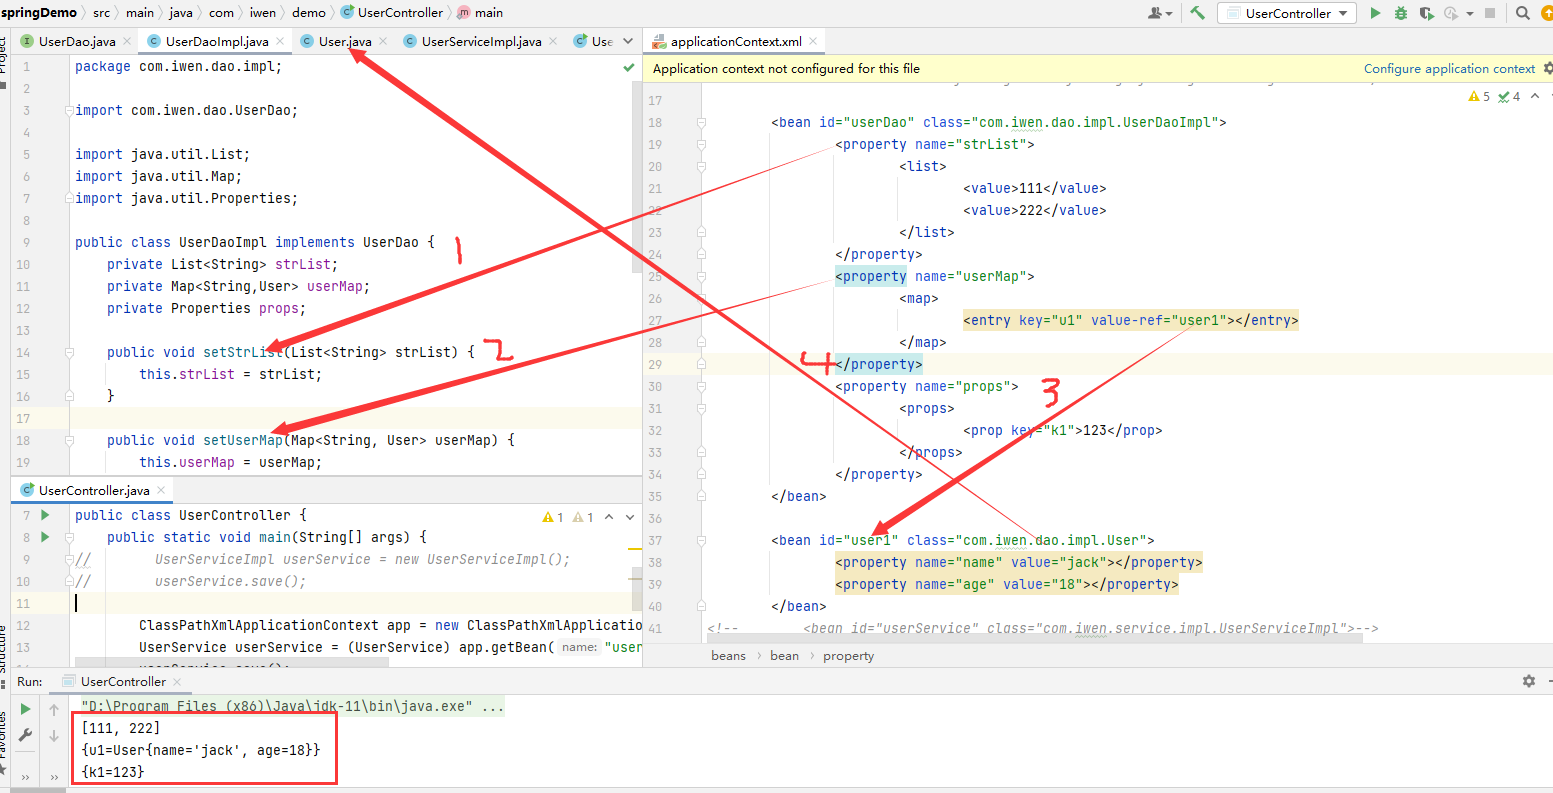 springDemo > src > main > java > com > iwen > demo > UserController > main
UserController
Project
UserDao.java
UserDaoImpl.java
User.java
UserServiceImpl.java
Use
1 package com.iwen.dao.impl;
2
3 import com.iwen.dao.UserDao;
4
5 import java.util.List;
6 import java.util.Map;
7 import java.util.Properties;
8
9 public class UserDaoImpl implements UserDao {
10 private List<String> strList;
11 private Map<String,User> userMap;
12 private Properties props;
13
14 public void setStrList(List<String> strList) {
15 this.strList = strList;
16 }
17
18 public void setUserMap(Map<String, User> userMap) {
19 this.userMap = userMap;
1
2
UserController.java
1 1
7 public class UserController {
8 public static void main(String[] args) {
9 // UserServiceImpl userService = new UserServiceImpl();
10 // userService.save();
11
12 ClassPathXmlApplicationContext app = new ClassPathXmlApplicatio
13 UserService userService = (UserService) app.getBean( name: "user
userService.save();
applicationContext.xml
Application context not configured for this file
Configure application context
5 4
17
18 <bean id="userDao" class="com.iwen.dao.impl.UserDaoImpl">
19 <property name="strList">
20 <list>
21 <value>111</value>
22 <value>222</value>
23 </list>
24 </property>
25 <property name="userMap">
26 <map>
27 <entry key="u1" value-ref="user1"></entry>
28 </map>
29 </property>
30 <property name="props">
31 <props>
32 <prop key="k1">123</prop>
33 </props>
34 </property>
35 </bean>
36
37 <bean id="user1" class="com.iwen.dao.impl.User">
38 <property name="name" value="jack"></property>
39 <property name="age" value="18"></property>
40 </bean>
41 <!-- <bean id="userService" class="com.iwen.service.impl.UserServiceImpl">-->
4
3
beans > bean > property
Structure
Favorites
Run: UserController
"D:\Program Files (x86)\Java\jdk-11\bin\java.exe" ...
[111, 222]
{u1=User{name='jack', age=18}}
{k1=123}